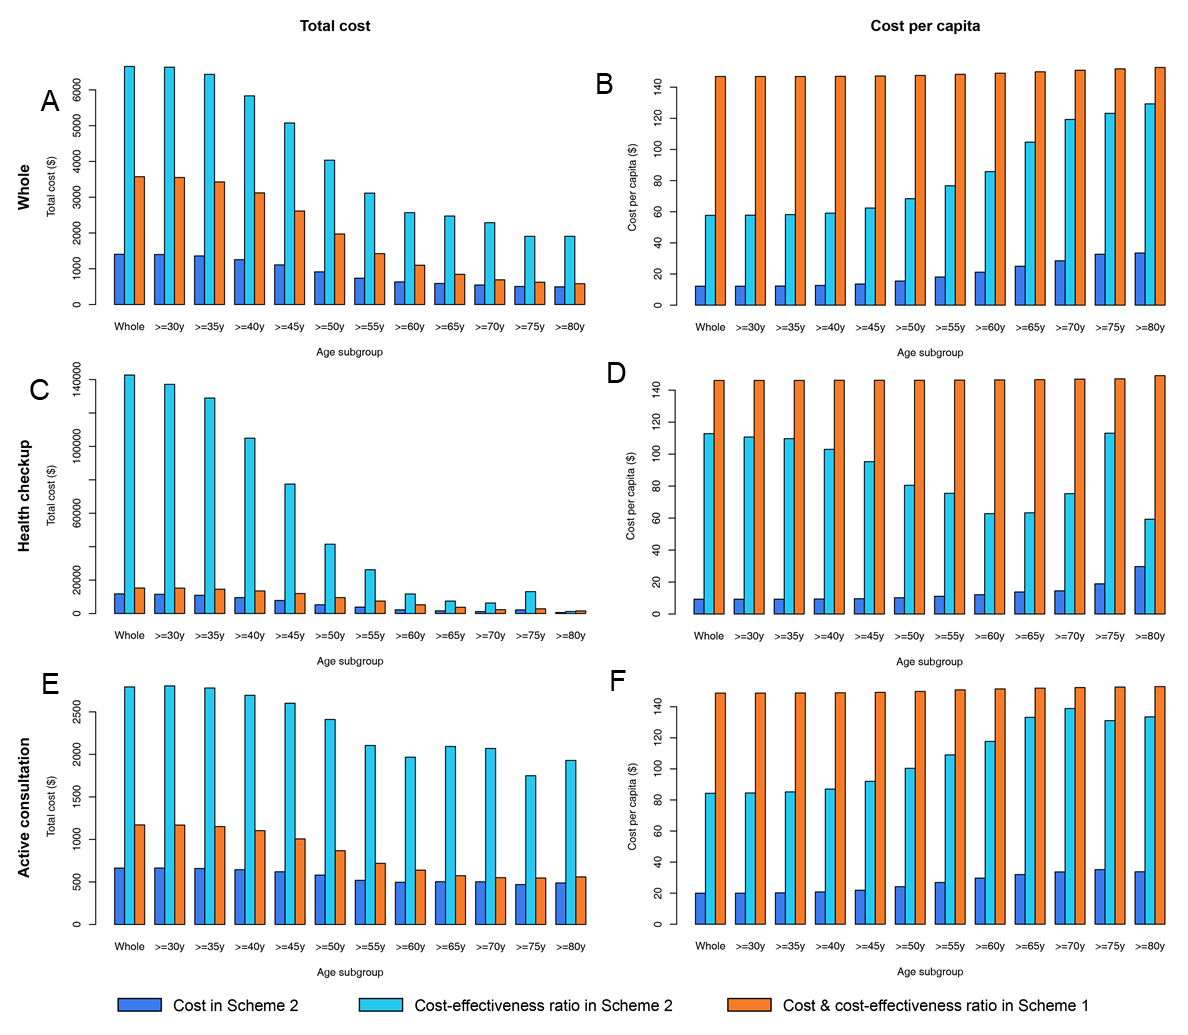 Total cost
Cost per capita
A
Whole
Total cost ($)
0 1000 2000 3000 4000 5000 6000
Whole >=30y >=35y >=40y >=45y >=50y >=55y >=60y >=65y >=70y >=75y >=80y
Age subgroup
B
Cost per capita ($)
0 20 40 60 80 100 120 140
Whole >=30y >=35y >=40y >=45y >=50y >=55y >=60y >=65y >=70y >=75y >=80y
Age subgroup
C
Health checkup
Total cost ($)
0 20000 60000 100000 140000
Whole >=30y >=35y >=40y >=45y >=50y >=55y >=60y >=65y >=70y >=75y >=80y
Age subgroup
D
Cost per capita ($)
0 20 40 60 80 100 120 140
Whole >=30y >=35y >=40y >=45y >=50y >=55y >=60y >=65y >=70y >=75y >=80y
Age subgroup
E
Active consultation
Total cost ($)
0 500 1000 1500 2000 2500
Whole >=30y >=35y >=40y >=45y >=50y >=55y >=60y >=65y >=70y >=75y >=80y
Age subgroup
F
Cost per capita ($)
0 20 40 60 80 100 120 140
Whole >=30y >=35y >=40y >=45y >=50y >=55y >=60y >=65y >=70y >=75y >=80y
Age subgroup
Cost in Scheme 2
Cost-effectiveness ratio in Scheme 2
Cost & cost-effectiveness ratio in Scheme 1